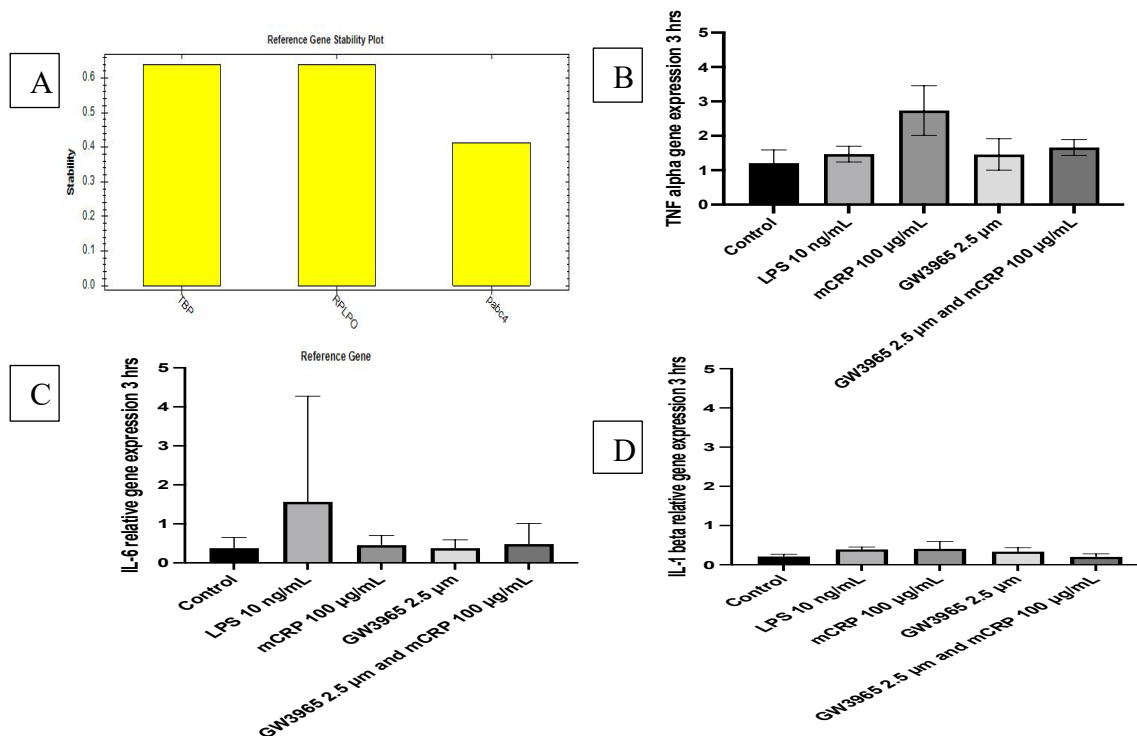 A
Reference Gene Stability Plot
Stability
0.6
0.5
0.4
0.3
0.2
0.1
0.0
TBP
RPLPO
pabc4
Reference Gene
B
TNF alpha gene expression 3 hrs
5
4
3
2
1
0
Control
LPS 10 ng/mL
mCRP 100 µg/mL
GW3965 2.5 µm
GW3965 2.5 µm and mCRP 100 µg/mL
C
IL-6 relative gene expression 3 hrs
5
4
3
2
1
0
Control
LPS 10 ng/mL
mCRP 100 µg/mL
GW3965 2.5 µm
GW3965 2.5 µm and mCRP 100 µg/mL
D
IL-1 beta relative gene expression 3 hrs
5
4
3
2
1
0
Control
LPS 10 ng/mL
mCRP 100 µg/mL
GW3965 2.5 µm
GW3965 2.5 µm and mCRP 100 µg/mL